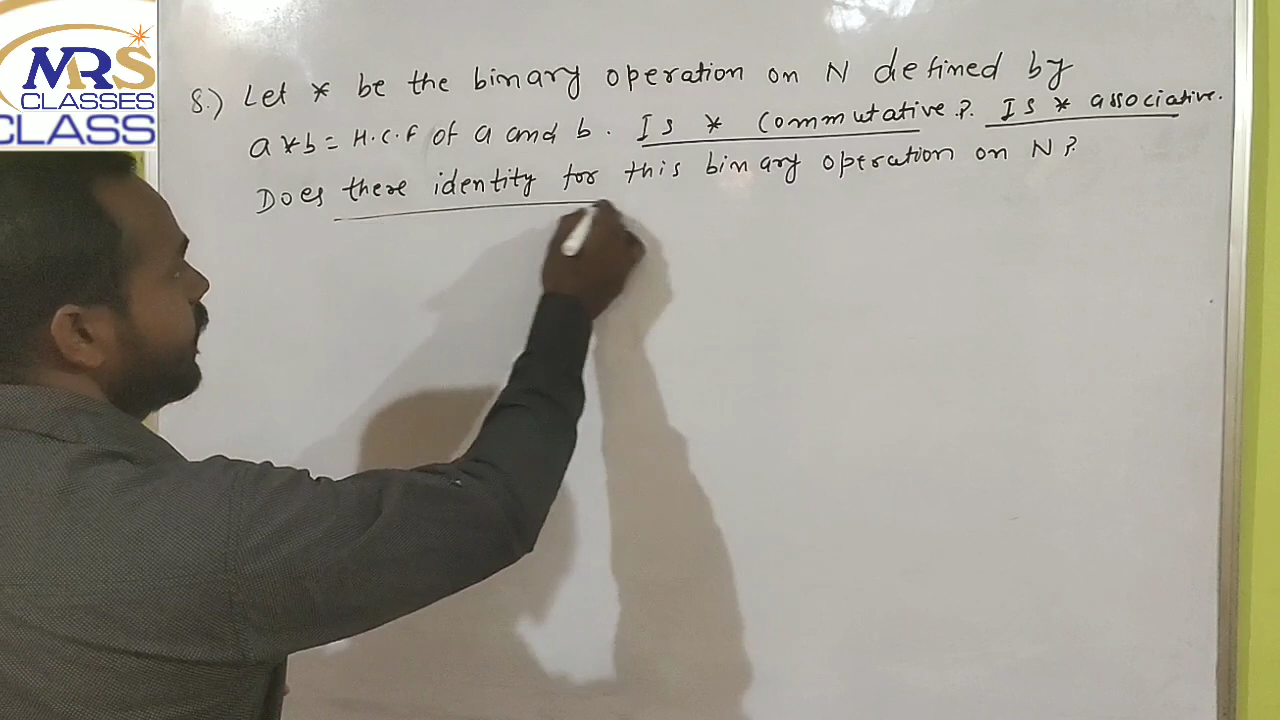 MRS
CLASSES
CLASS
8.) Let * be the binary operation on N defined by
a * b = H.C.F of a and b. Is * Commutative.?. Is * associative.
Does there identity for this binary operation on N?